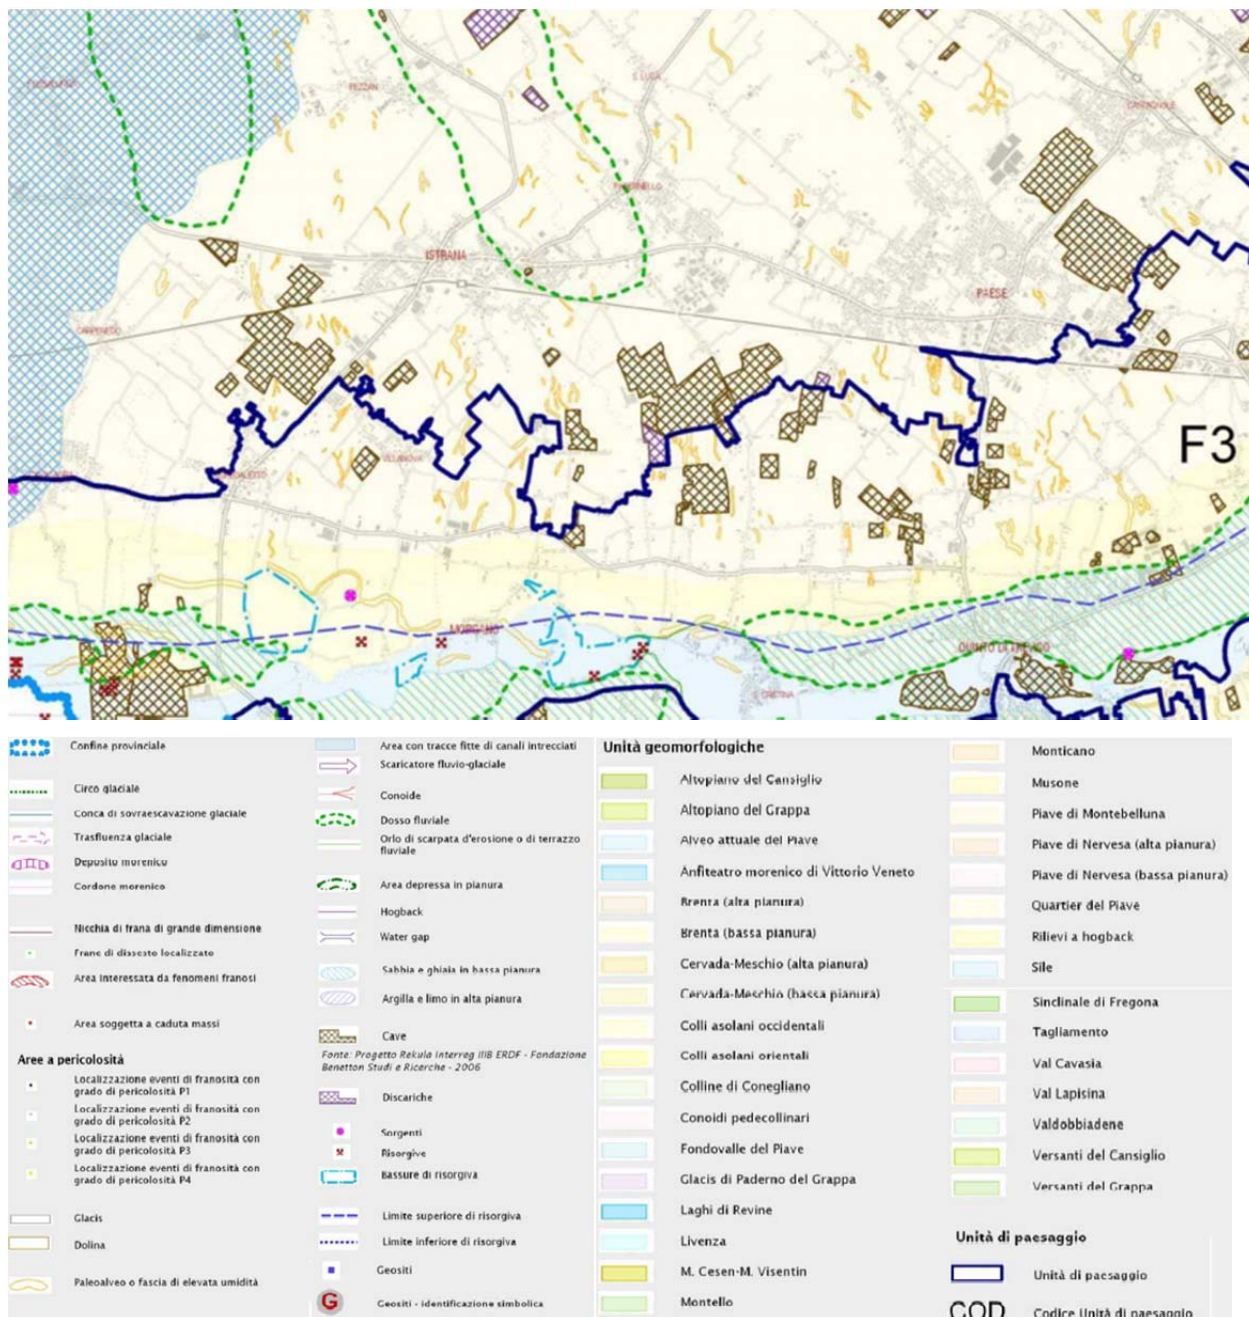 FEZZAN
S. LUCA
CASTAGNOLE
ISTRANA
PAESE
CARPENEDO
VILLANOVA
F3
MORGANO
QUINTO DI TREVISO
S. CRISTINA
Confine provinciale
Circo glaciale
Conca di sovraescavazione glaciale
Trasfluenza glaciale
Deposito morenico
Cordone morenico
Nicchia di frana di grande dimensione
Frane di dissesto localizzato
Area interessata da fenomeni franosi
Area soggetta a caduta massi
Aree a pericolosità
Localizzazione eventi di franosità con
grado di pericolosità P1
Localizzazione eventi di franosità con
grado di pericolosità P2
Localizzazione eventi di franosità con
grado di pericolosità P3
Localizzazione eventi di franosità con
grado di pericolosità P4
Glacis
Dolina
Paleoalveo o fascia di elevata umidità
Area con tracce fitte di canali intrecciati
Scaricatore fluvio-glaciale
Conoide
Dosso fluviale
Orlo di scarpata d'erosione o di terrazzo
fluviale
Area depressa in pianura
Hogback
Water gap
Sabbia e ghiaia in bassa pianura
Argilla e limo in alta pianura
Cave
Fonte: Progetto Rekula Interreg IIIB ERDF - Fondazione
Benetton Studi e Ricerche - 2006
Discariche
Sorgenti
Risorgive
Bassure di risorgiva
Limite superiore di risorgiva
Limite inferiore di risorgiva
Geositi
G
Geositi - identificazione simbolica
Unità geomorfologiche
Altopiano del Cansiglio
Altopiano del Grappa
Alveo attuale del Piave
Anfiteatro morenico di Vittorio Veneto
Brenta (alta pianura)
Brenta (bassa pianura)
Cervada-Meschio (alta pianura)
Cervada-Meschio (bassa pianura)
Colli asolani occidentali
Colli asolani orientali
Colline di Conegliano
Conoidi pedecollinari
Fondovalle del Piave
Glacis di Paderno del Grappa
Laghi di Revine
Livenza
M. Cesen-M. Visentin
Montello
Monticano
Musone
Piave di Montebelluna
Piave di Nervesa (alta pianura)
Piave di Nervesa (bassa pianura)
Quartier del Piave
Rilievi a hogback
Sile
Sinclinale di Fregona
Tagliamento
Val Cavasia
Val Lapisina
Valdobbiadene
Versanti del Cansiglio
Versanti del Grappa
Unità di paesaggio
Unità di paesaggio
COD
Codice Unità di paesaggio